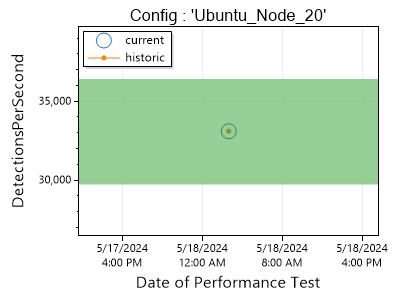 Config : 'Ubuntu_Node_20'
current
historic
DetectionsPerSecond
35,000
30,000
5/17/2024 5/18/2024 5/18/2024 5/18/2024
4:00 PM 12:00 AM 8:00 AM 4:00 PM
Date of Performance Test